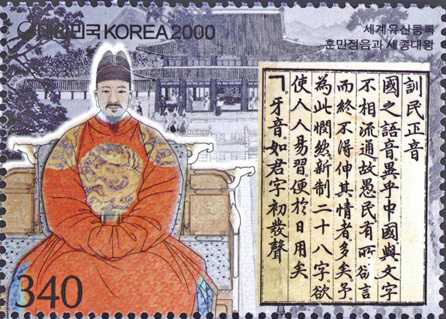 대한민국 KOREA 2000
세계유산등록
훈민정음과 세종대왕
訓民正音
國之語音異乎中國與文字
不相流通故愚民有所欲言
而終不得伸其情者多矣予
為此憫然新制二十八字欲
使人人易習便於日用矣
ㄱ牙音如君字初發聲
340